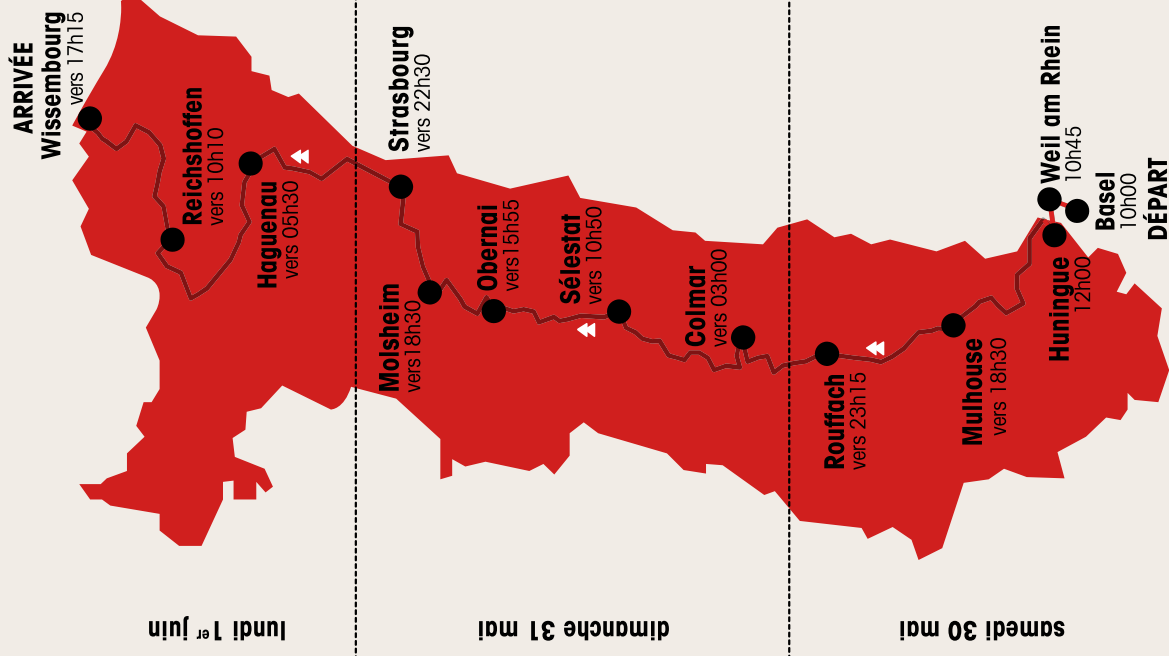 ARRIVÉE
Wissembourg
vers 17h15
Reichshoffen
vers 10h10
Haguenau
vers 05h30
Strasbourg
vers 22h30
Molsheim
vers18h30
Obernai
vers15h55
Sélestat
vers 10h50
Colmar
vers 03h00
Rouffach
vers 23h15
Mulhouse
vers 18h30
Huningue
12h00
Weil am Rhein
10h45
Basel
10h00
DÉPART
lundi 1er juin
dimanche 31 mai
samedi 30 mai